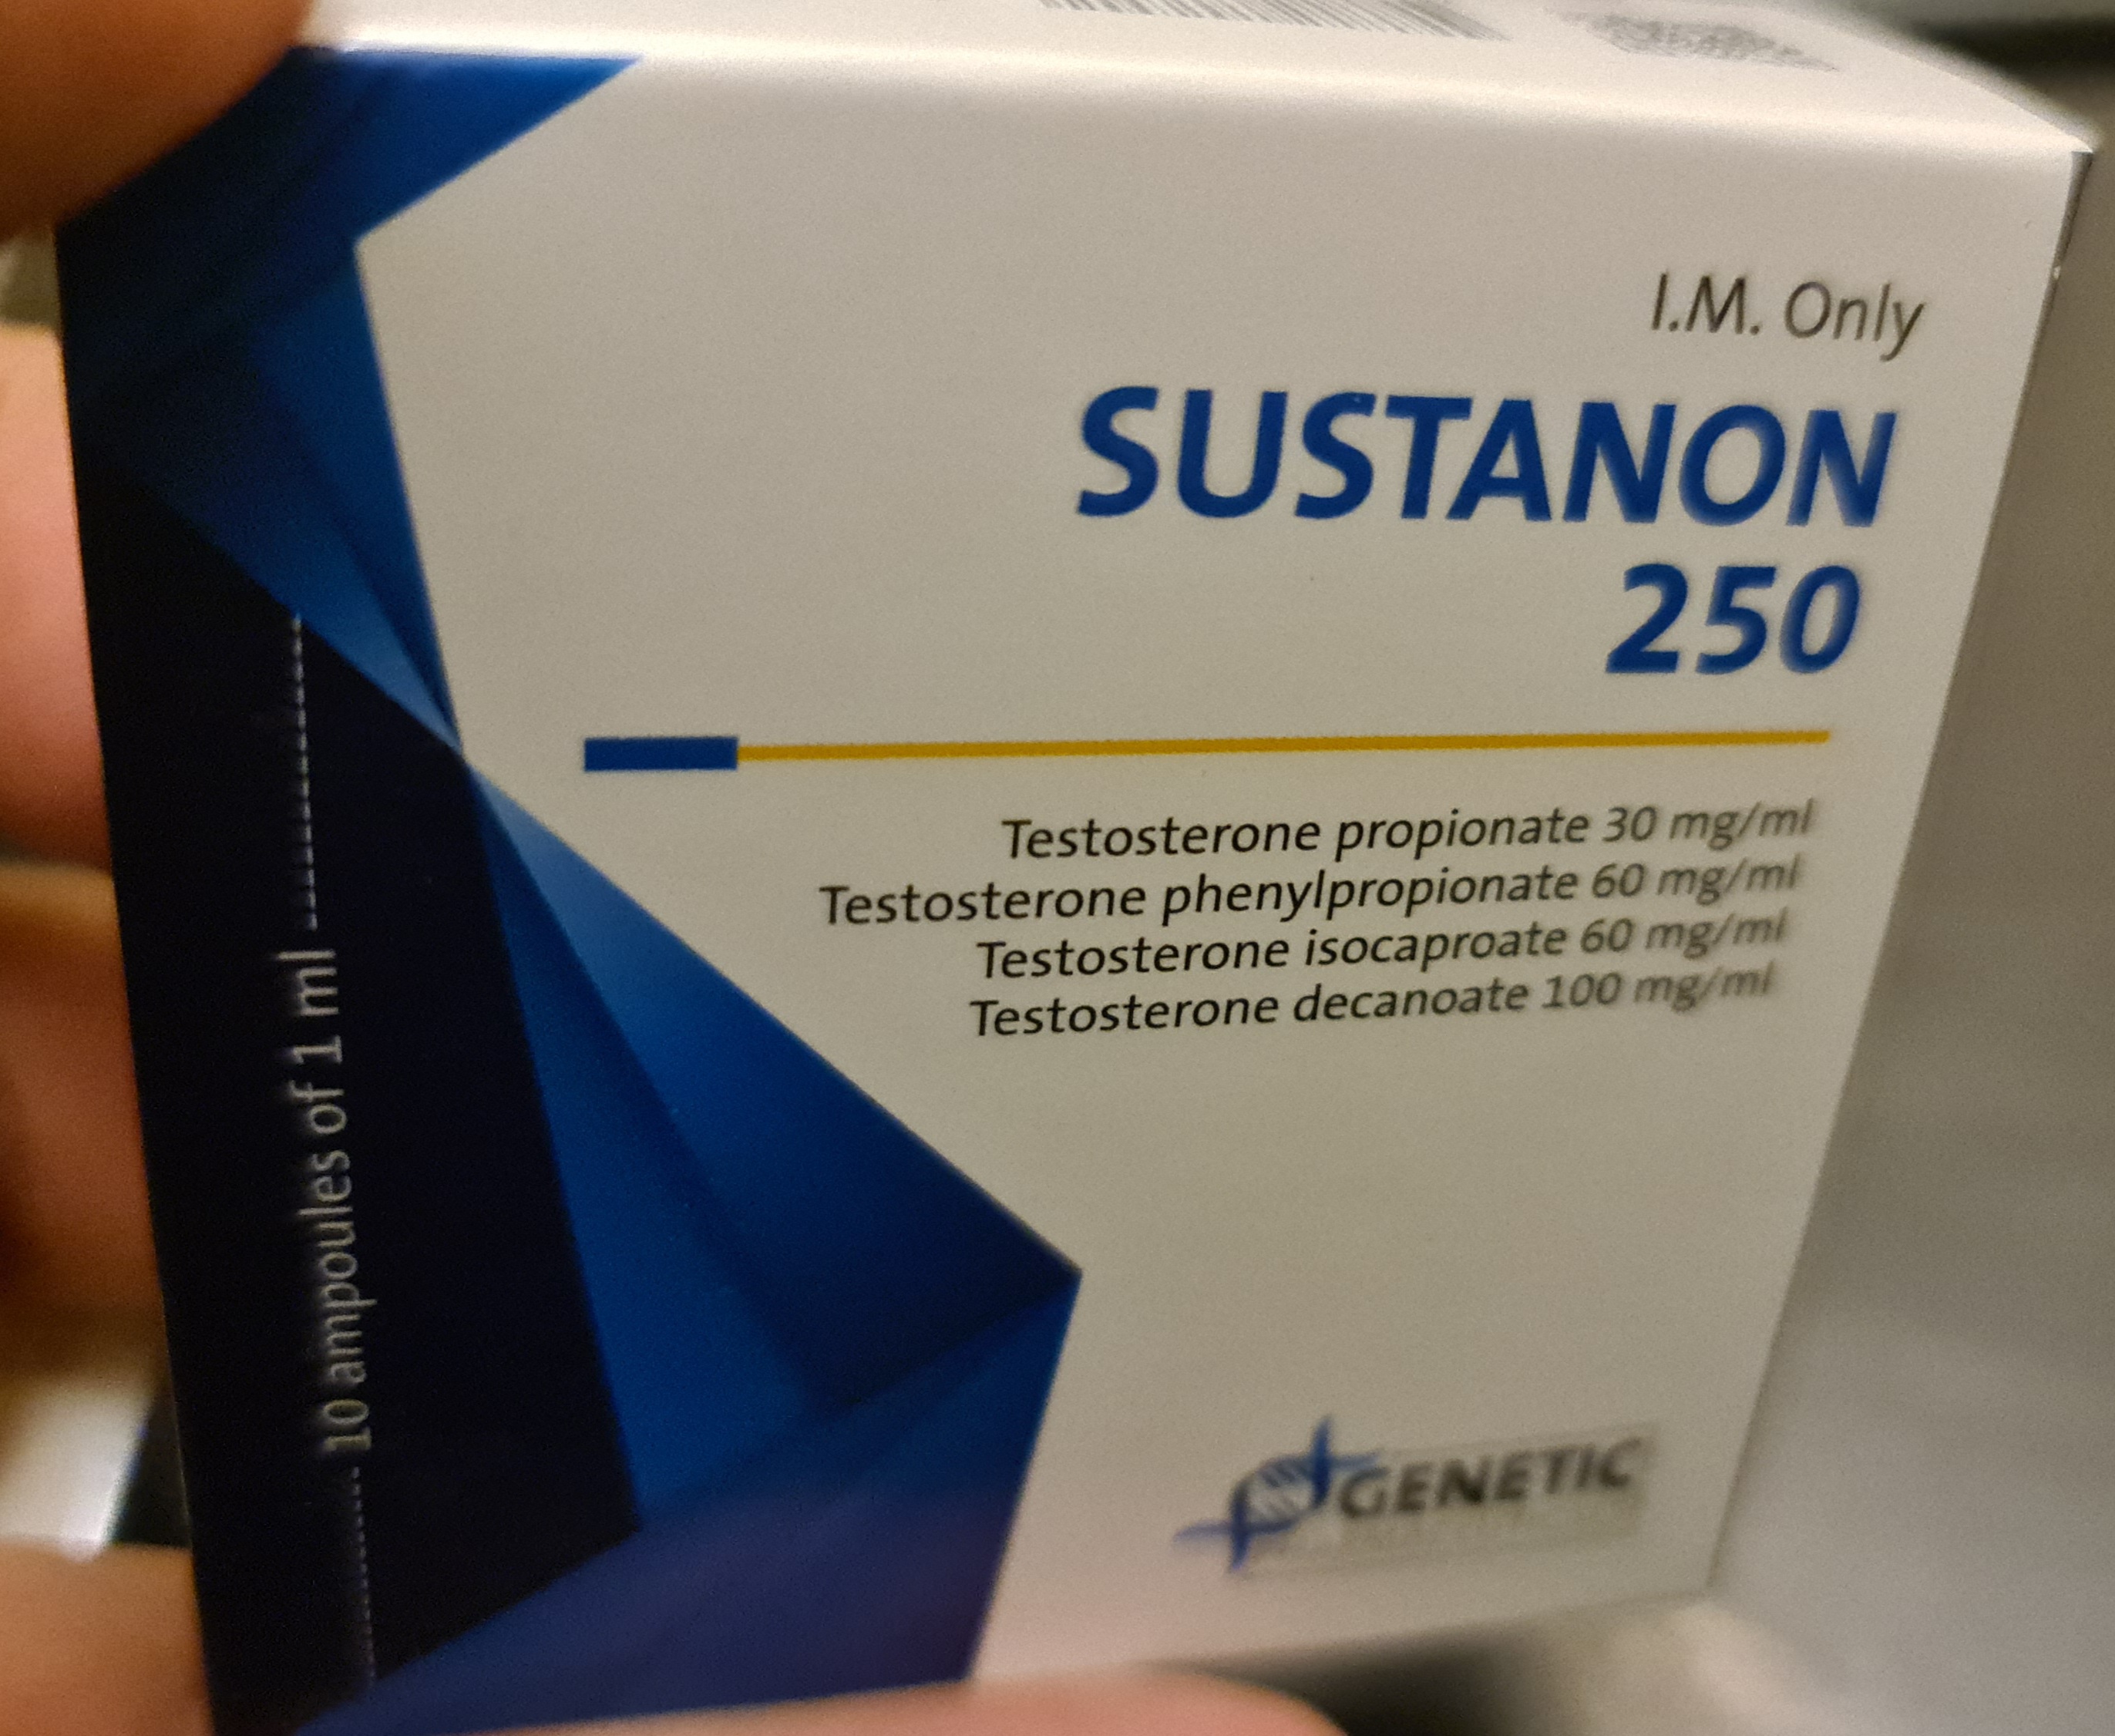 I.M. Only
SUSTANON
250
Testosterone propionate 30 mg/ml
Testosterone phenylpropionate 60 mg/ml
Testosterone isocaproate 60 mg/ml
Testosterone decanoate 100 mg/ml
10 ampoules of 1 ml
GENETIC